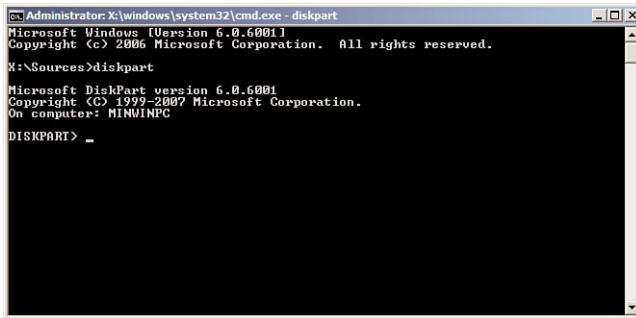 Administrator: X:\windows\system32\cmd.exe - diskpart
Microsoft Windows [Version 6.0.6001]
Copyright (c) 2006 Microsoft Corporation.  All rights reserved.
X:\Sources>diskpart
Microsoft DiskPart version 6.0.6001
Copyright (C) 1999-2007 Microsoft Corporation.
On computer: MININPC
DISKPART> _